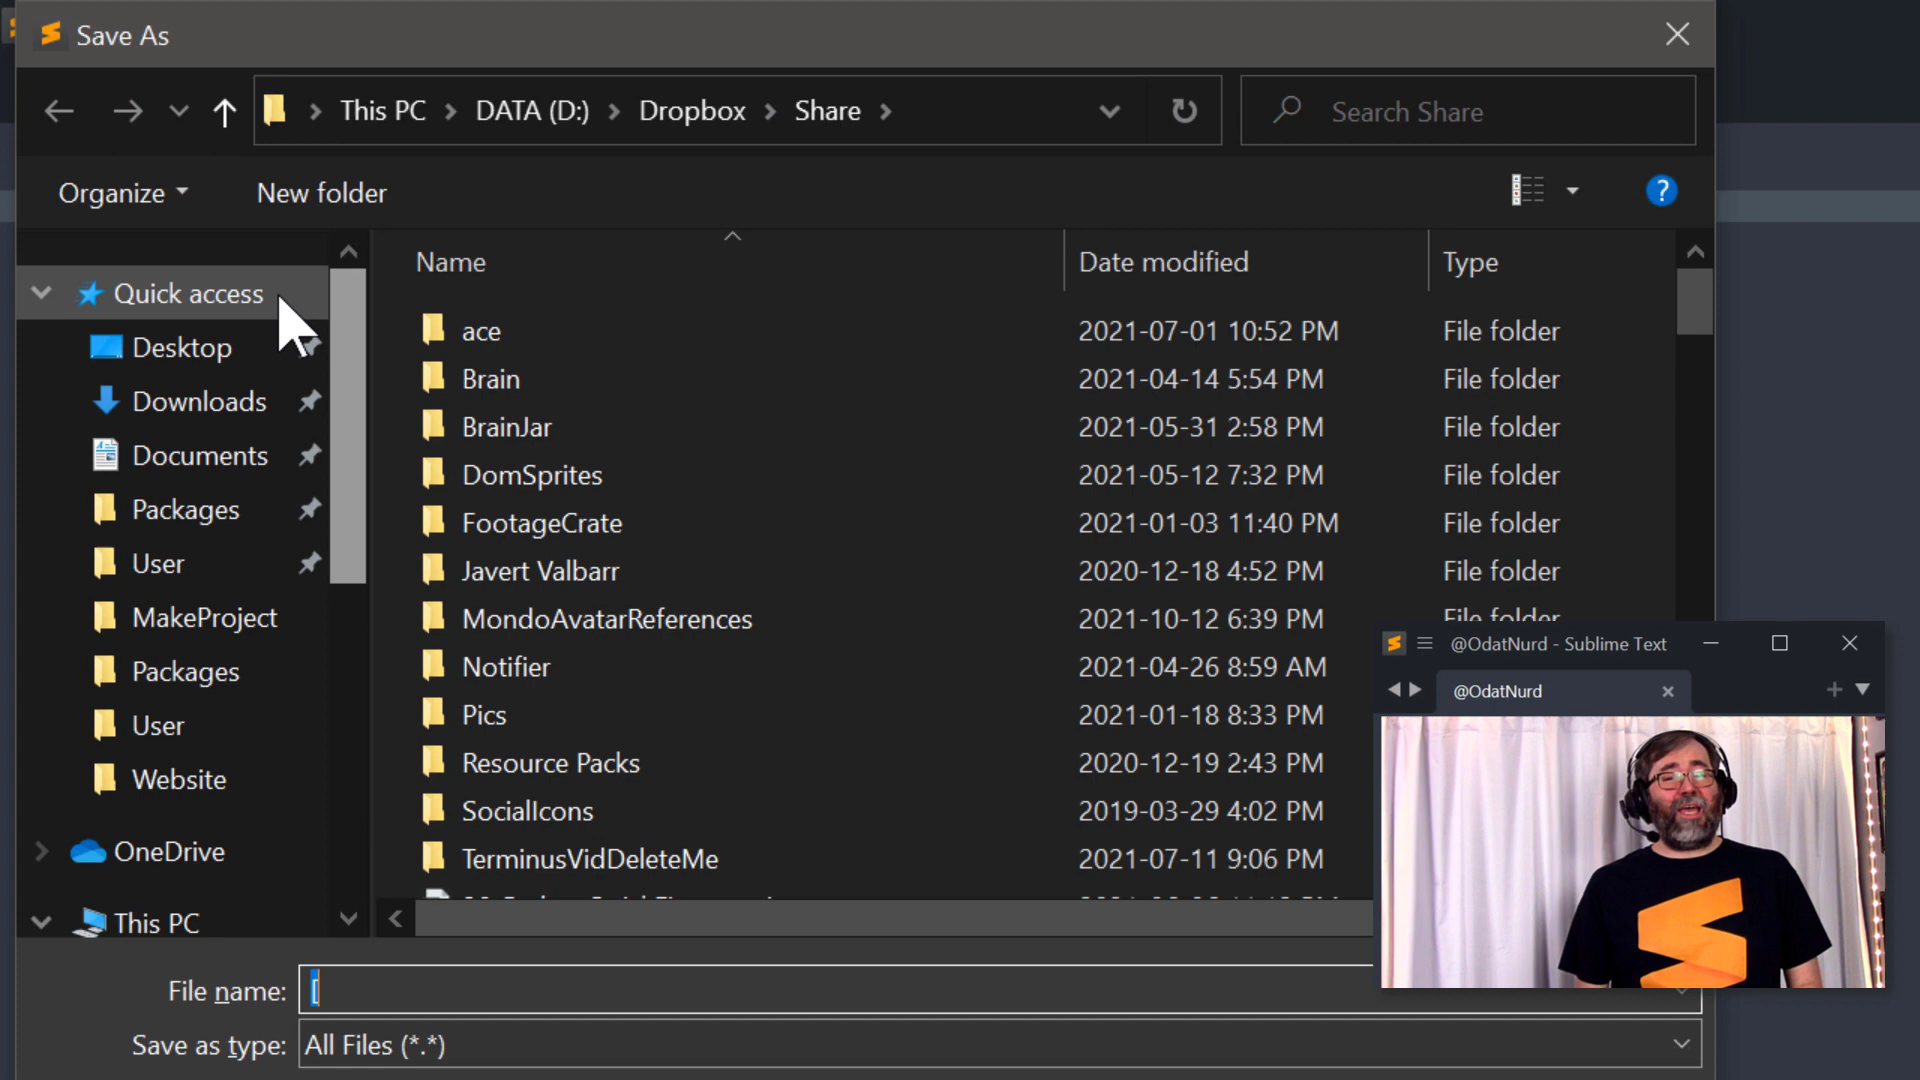 Save As
This PC > DATA (D:) > Dropbox > Share >
Search Share
Organize
New folder
?
Name
Date modified
Type
Quick access
Desktop
Downloads
Documents
Packages
User
MakeProject
Packages
User
Website
OneDrive
This PC
ace 2021-07-01 10:52 PM File folder
Brain 2021-04-14 5:54 PM File folder
BrainJar 2021-05-31 2:58 PM File folder
DomSprites 2021-05-12 7:32 PM File folder
FootageCrate 2021-01-03 11:40 PM File folder
Javert Valbarr 2020-12-18 4:52 PM File folder
MondoAvatarReferences 2021-10-12 6:39 PM File folder
Notifier 2021-04-26 8:59 AM
Pics 2021-01-18 8:33 PM
Resource Packs 2020-12-19 2:43 PM
SocialIcons 2019-03-29 4:02 PM
TerminusVidDeleteMe 2021-07-11 9:06 PM
@OdatNurd - Sublime Text
@OdatNurd
File name: [
Save as type: All Files (*.*)